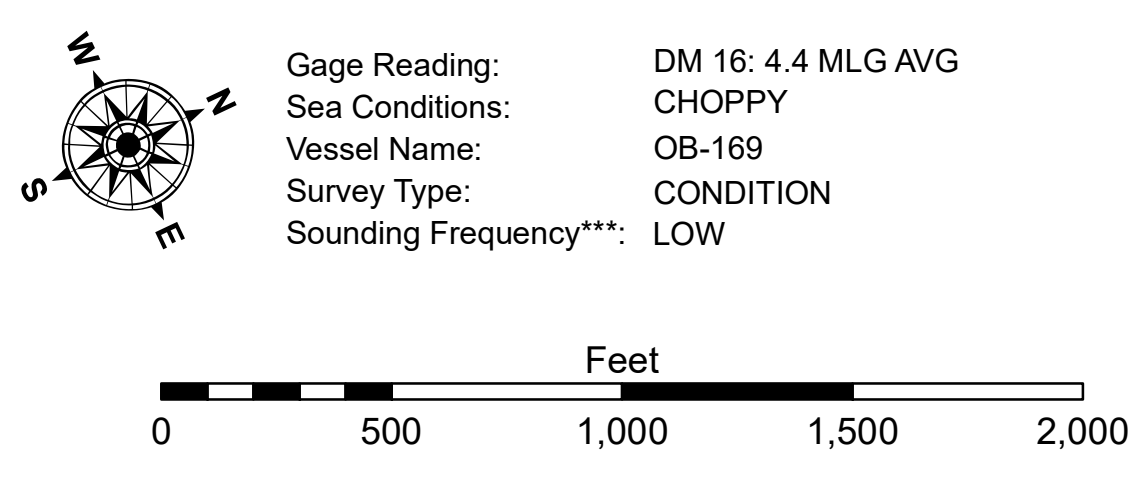 W
N
S
E
Gage Reading: DM 16: 4.4 MLG AVG
Sea Conditions: CHOPPY
Vessel Name: OB-169
Survey Type: CONDITION
Sounding Frequency***: LOW
Feet
0 500 1,000 1,500 2,000